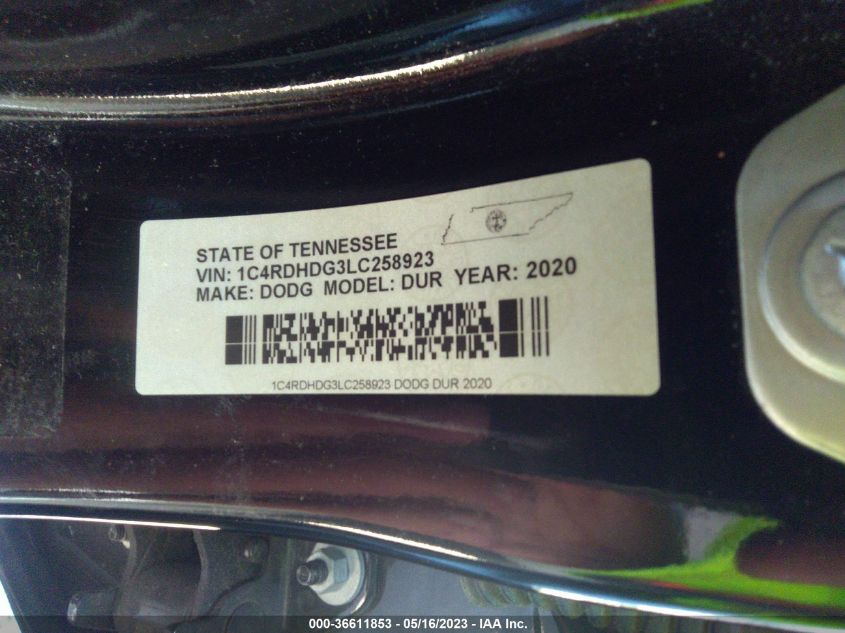 STATE OF TENNESSEE
VIN: 1C4RDHDG3LC258923
MAKE: DODG MODEL: DUR YEAR: 2020
1C4RDHDG3LC258923 DODG DUR 2020
000-36611853 - 05/16/2023 - IAA Inc.